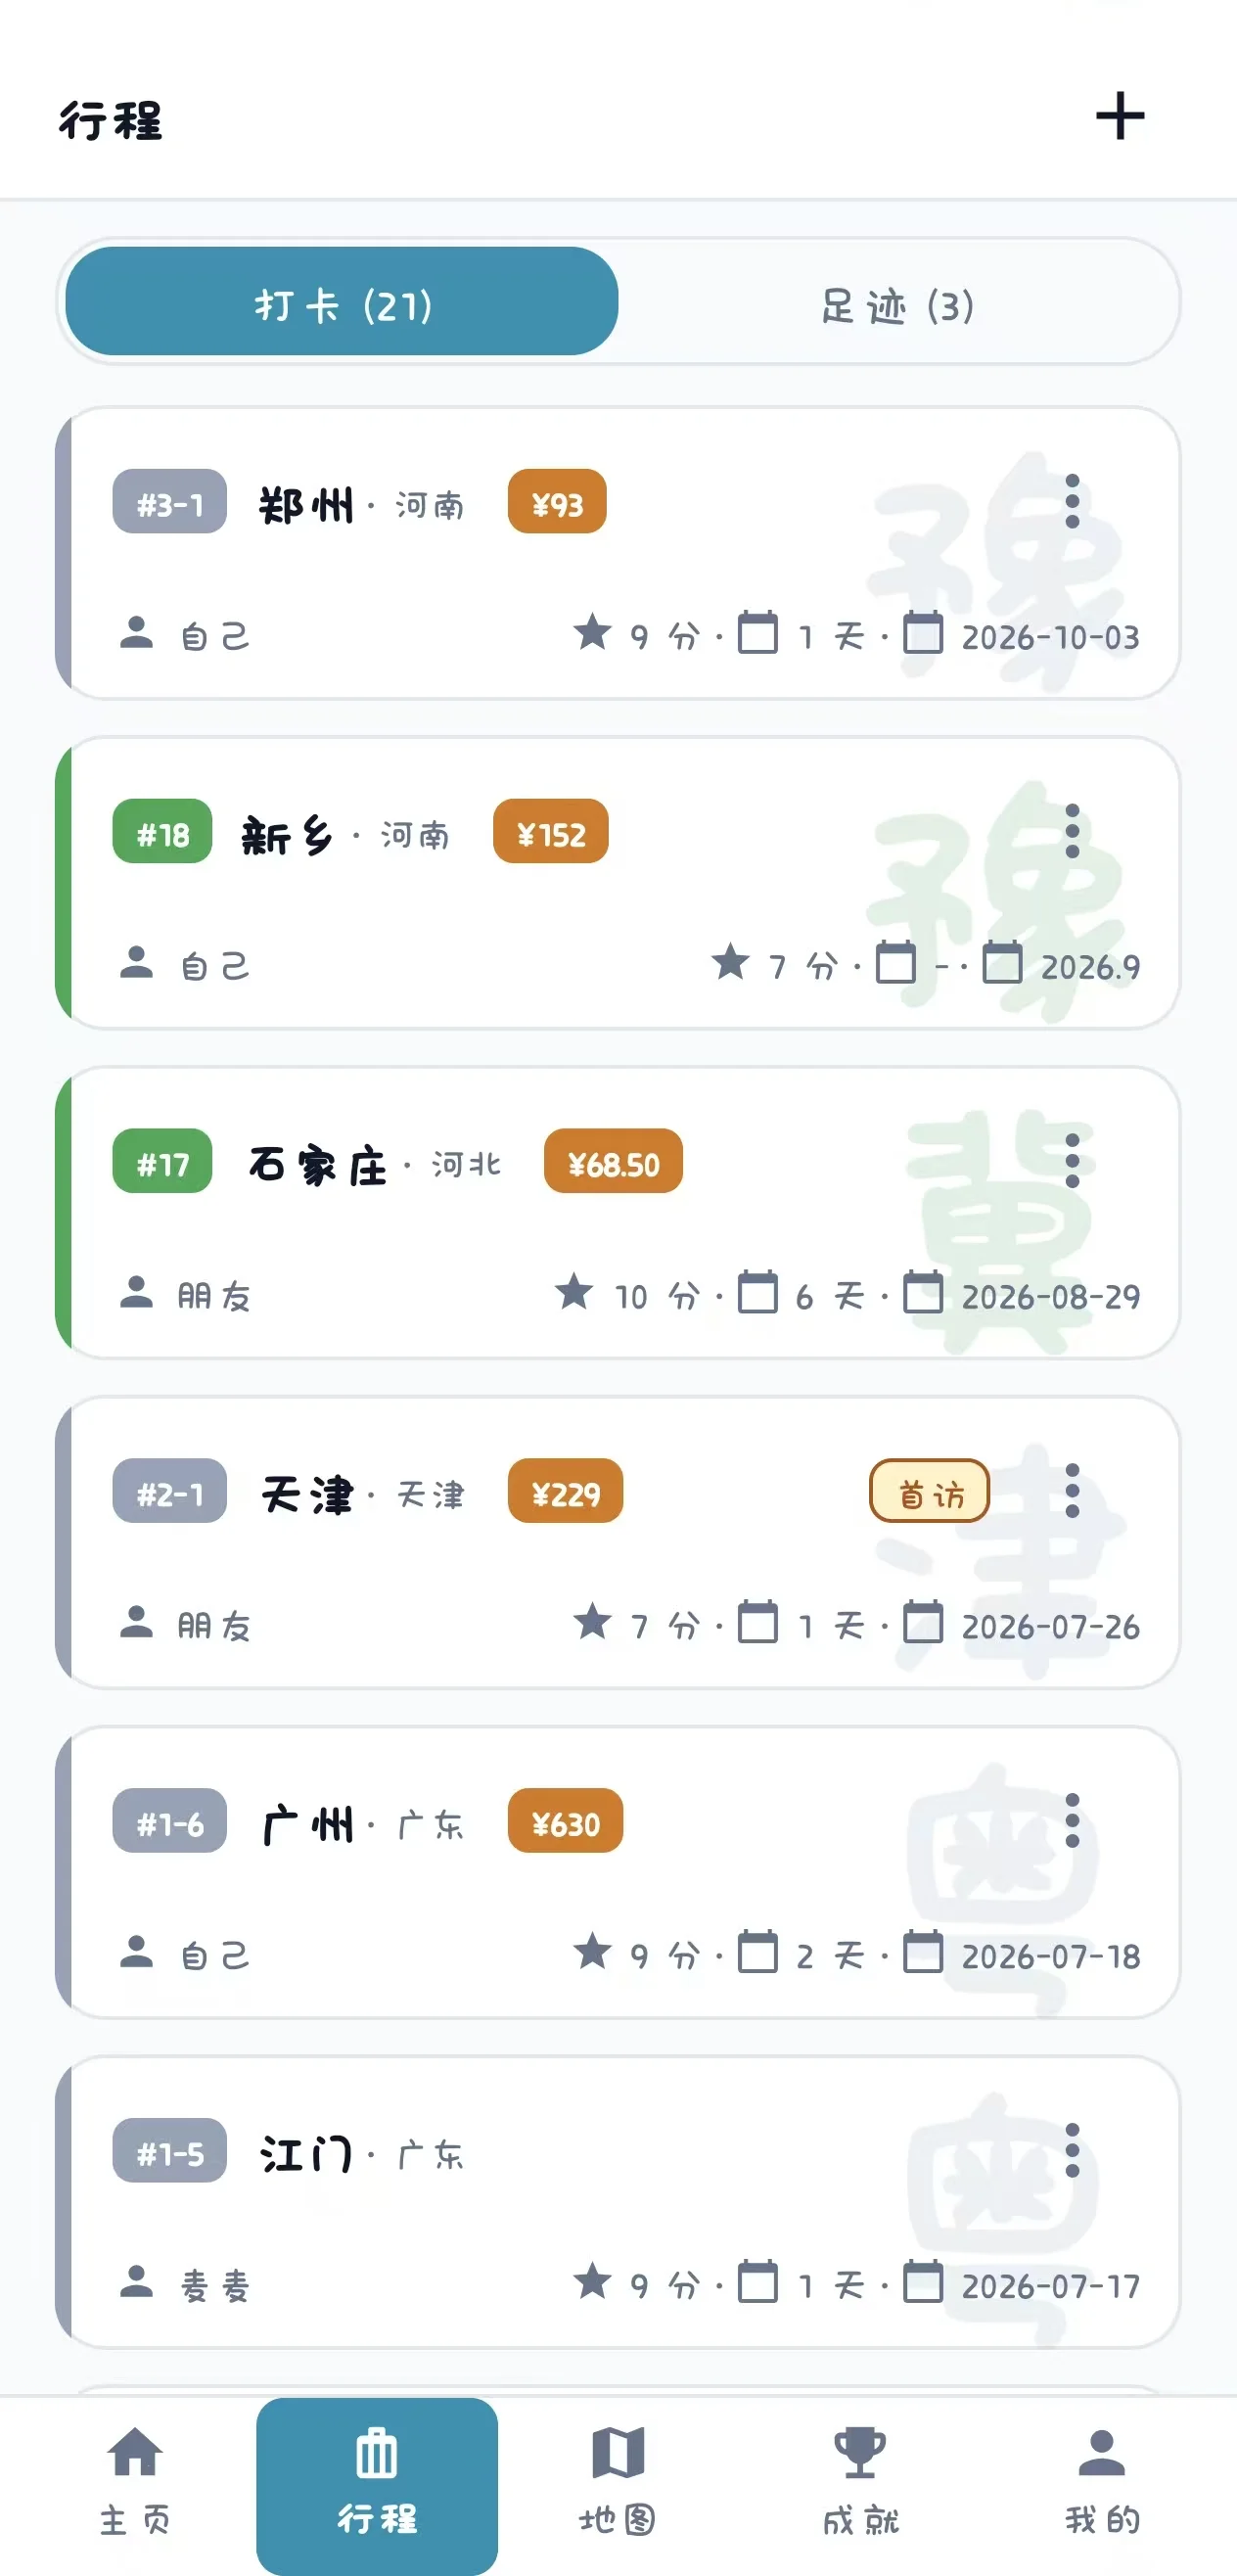 行程
打卡 (21) 足迹 (3)
#3-1 郑州 · 河南 ¥93 豫
自己 9 分 · 1 天 · 2026-10-03
#18 新乡 · 河南 ¥152 豫
自己 7 分 · - · 2026.9
#17 石家庄 · 河北 ¥68.50 冀
朋友 10 分 · 6 天 · 2026-08-29
#2-1 天津 · 天津 ¥229 首访 津
朋友 7 分 · 1 天 · 2026-07-26
#1-6 广州 · 广东 ¥630 粤
自己 9 分 · 2 天 · 2026-07-18
#1-5 江门 · 广东 粤
麦麦 9 分 · 1 天 · 2026-07-17
主页 行程 地图 成就 我的